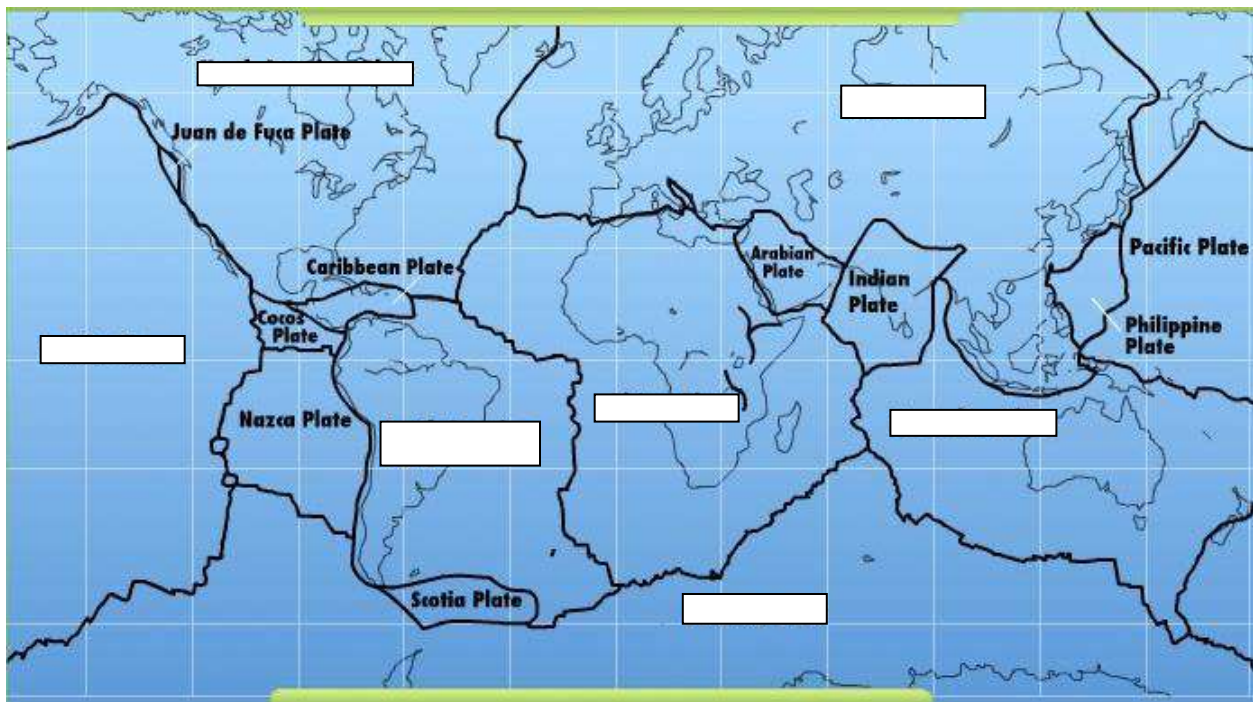 Juan de Fuca Plate
Caribbean Plate
Cocos
Plate
Nazca Plate
Scotia Plate
Arabian
Plate
Indian
Plate
Pacific Plate
Philippine
Plate